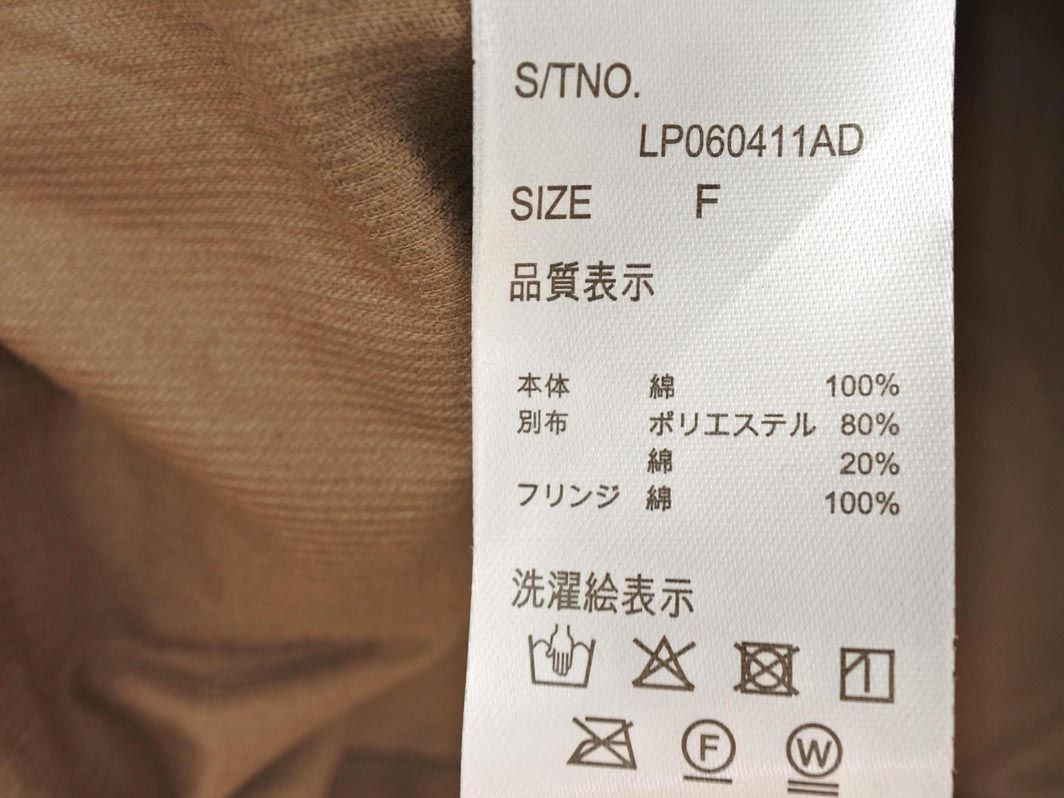 S/TNO.
LP060411AD
SIZE F
品質表示
本体 綿 100%
別布 ポリエステル 80%
綿 20%
フリンジ 綿 100%
洗濯絵表示
F W